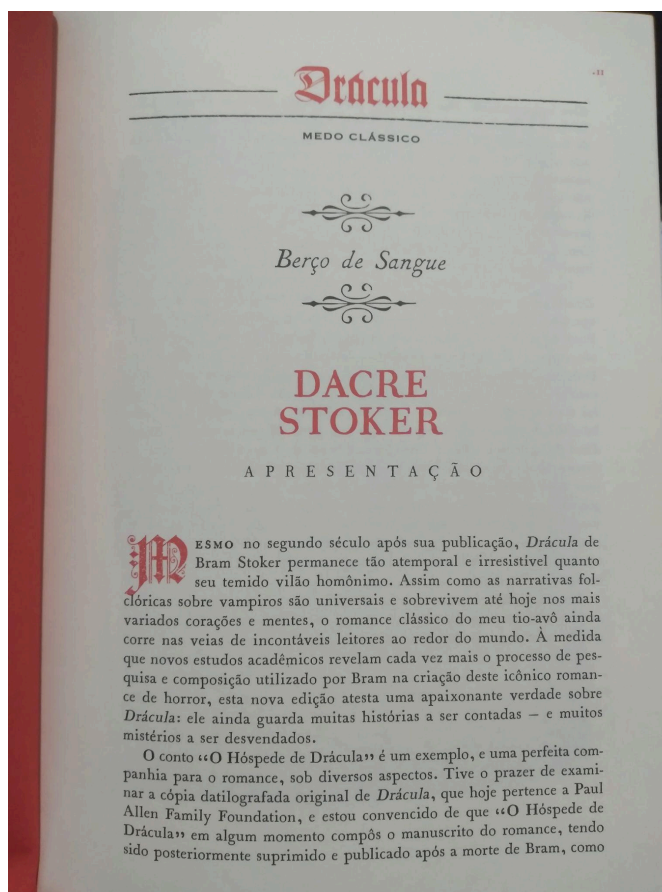 Drácula
MEDO CLÁSSICO
Berço de Sangue
DACRE
STOKER
APRESENTAÇÃO
MESMO no segundo século após sua publicação, Drácula de
Bram Stoker permanece tão atemporal e irresistível quanto
seu temido vilão homônimo. Assim como as narrativas fol-
clóricas sobre vampiros são universais e sobrevivem até hoje nos mais
variados corações e mentes, o romance clássico do meu tio-avô ainda
corre nas veias de incontáveis leitores ao redor do mundo. À medida
que novos estudos acadêmicos revelam cada vez mais o processo de pes-
quisa e composição utilizado por Bram na criação deste icônico roman-
ce de horror, esta nova edição atesta uma apaixonante verdade sobre
Drácula: ele ainda guarda muitas histórias a ser contadas — e muitos
mistérios a ser desvendados.
O conto “O Hóspede de Drácula” é um exemplo, e uma perfeita com-
panhia para o romance, sob diversos aspectos. Tive o prazer de exami-
nar a cópia datilografada original de Drácula, que hoje pertence a Paul
Allen Family Foundation, e estou convencido de que “O Hóspede de
Drácula” em algum momento compôs o manuscrito do romance, tendo
sido posteriormente suprimido e publicado após a morte de Bram, como